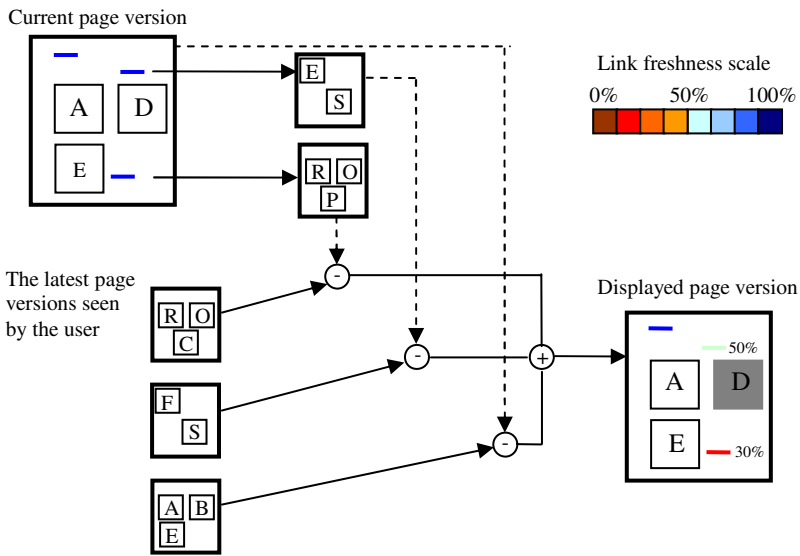 Current page version
Link freshness scale
0% 50% 100%
E
S
A D
E
R O
P
-
The latest page
versions seen
by the user
R O
C
Displayed page version
50%
- +
A D
F
S
E
30%
-
A B
E